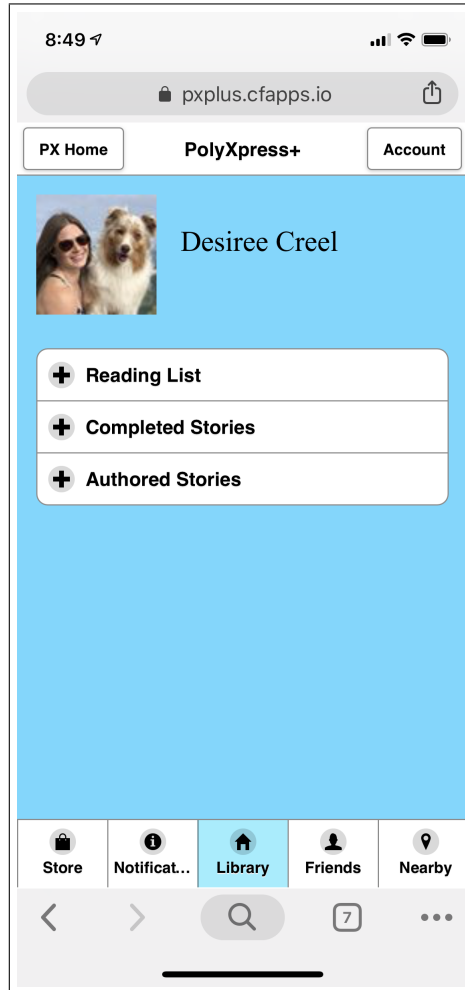 8:49
pxplus.cfapps.io
PX Home PolyXpress+ Account
Desiree Creel
Reading List
Completed Stories
Authored Stories
Store Notificat... Library Friends Nearby
7